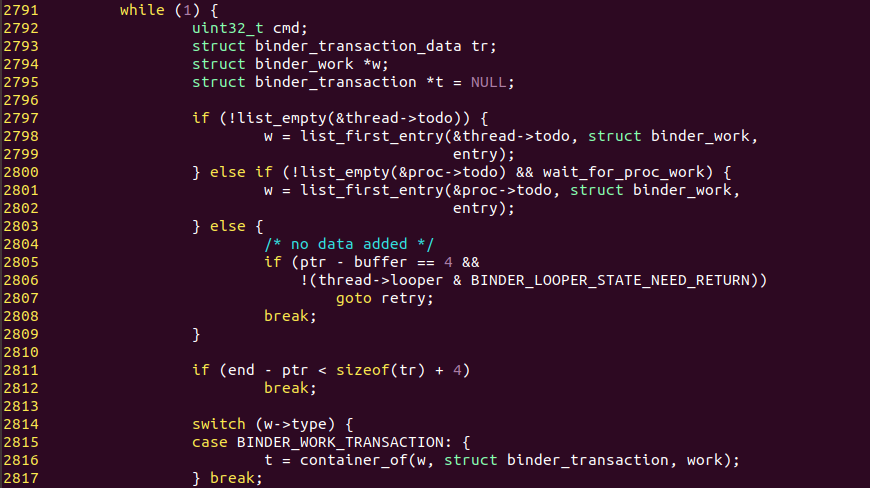 2791 while (1) {
2792 uint32_t cmd;
2793 struct binder_transaction_data tr;
2794 struct binder_work *w;
2795 struct binder_transaction *t = NULL;
2796
2797 if (!list_empty(&thread->todo)) {
2798 w = list_first_entry(&thread->todo, struct binder_work,
2799 entry);
2800 } else if (!list_empty(&proc->todo) && wait_for_proc_work) {
2801 w = list_first_entry(&proc->todo, struct binder_work,
2802 entry);
2803 } else {
2804 /* no data added */
2805 if (ptr - buffer == 4 &&
2806 !(thread->looper & BINDER_LOOPER_STATE_NEED_RETURN))
2807 goto retry;
2808 break;
2809 }
2810
2811 if (end - ptr < sizeof(tr) + 4)
2812 break;
2813
2814 switch (w->type) {
2815 case BINDER_WORK_TRANSACTION: {
2816 t = container_of(w, struct binder_transaction, work);
2817 } break;